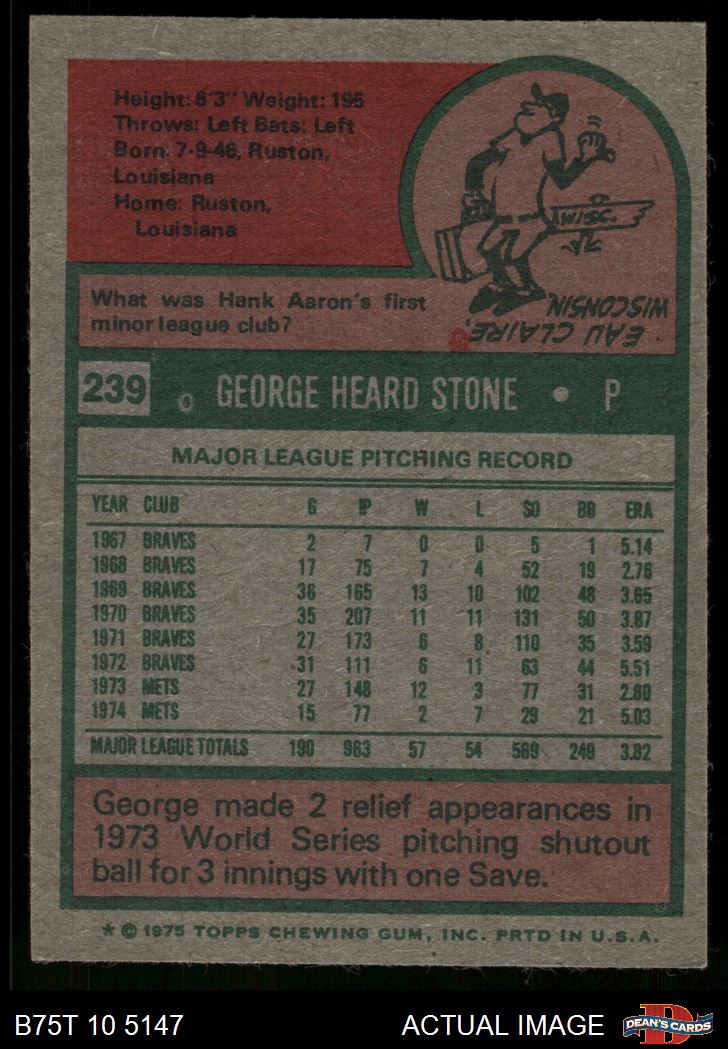 Height: 6'3" Weight: 195
Throws: Left Bats: Left
Born: 7-9-46, Ruston,
Louisiana
Home: Ruston,
Louisiana
What was Hank Aaron's first
minor league club?
WIS.
EAU CLAIRE,
WISCONSIN
239 GEORGE HEARD STONE • P
MAJOR LEAGUE PITCHING RECORD
YEAR CLUB G IP W L SO BB ERA
1967 BRAVES 2 7 0 0 5 1 5.14
1968 BRAVES 17 75 7 4 52 19 2.76
1969 BRAVES 36 165 13 10 102 48 3.65
1970 BRAVES 35 207 11 11 131 50 3.87
1971 BRAVES 27 173 6 8 110 35 3.59
1972 BRAVES 31 111 6 11 63 44 5.51
1973 METS 27 148 12 3 77 31 2.80
1974 METS 15 77 2 7 29 21 5.03
MAJOR LEAGUE TOTALS 190 963 57 54 569 249 3.82
George made 2 relief appearances in
1973 World Series pitching shutout
ball for 3 innings with one Save.
* © 1975 TOPPS CHEWING GUM, INC. PRTD IN U.S.A.
B75T 10 5147 ACTUAL IMAGE
D
DEAN'S CARDS